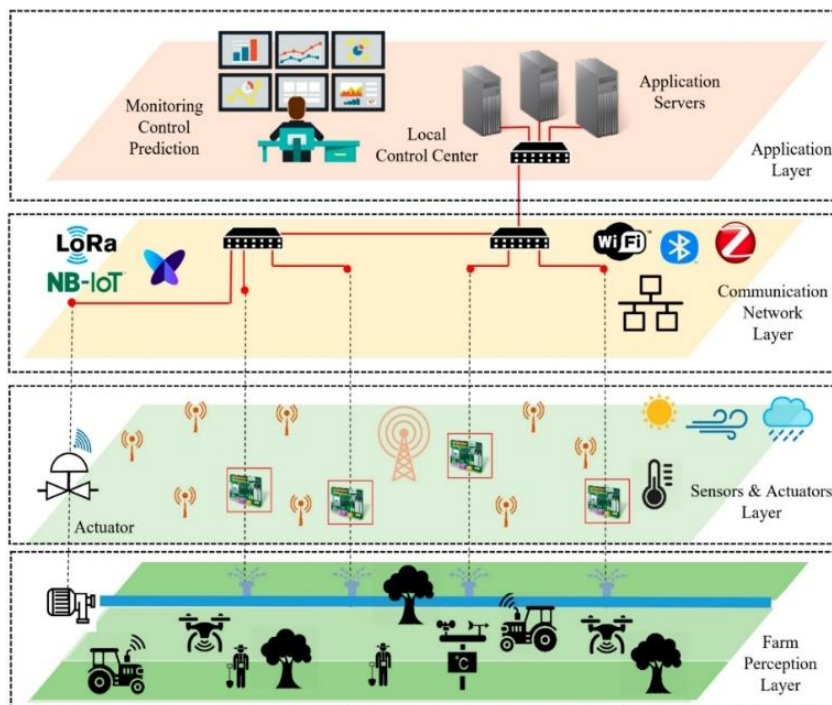 Monitoring
Control
Prediction
Local
Control Center
Application
Servers
Application
Layer
LoRa
NB-IoT
WiFi
Communication
Network
Layer
Actuator
Sensors & Actuators
Layer
°C
Farm
Perception
Layer